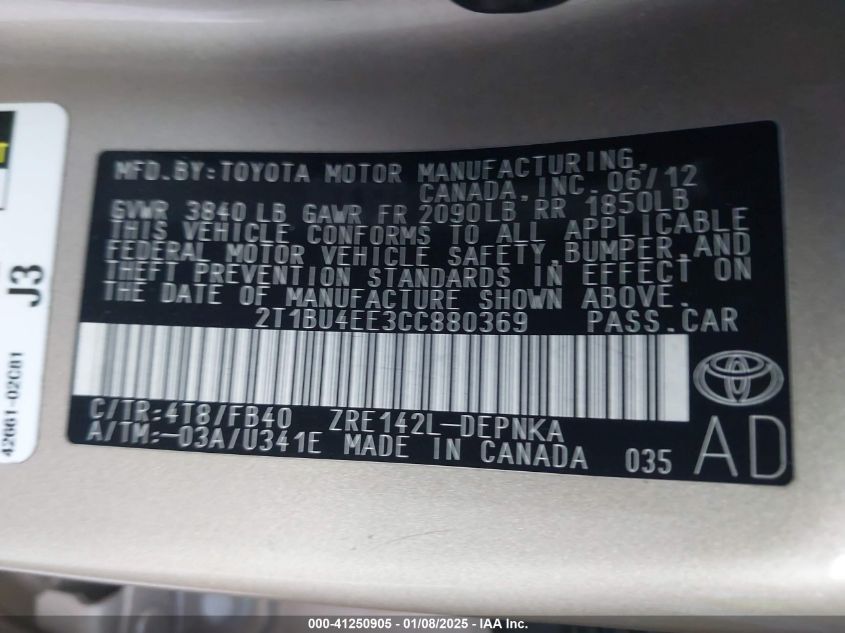 MFD.BY:TOYOTA MOTOR MANUFACTURING,
CANADA, INC. 06/12
GVWR 3840 LB GAWR FR 2090LB RR 1850LB
THIS VEHICLE CONFORMS TO ALL APPLICABLE
FEDERAL MOTOR VEHICLE SAFETY, BUMPER, AND
THEFT PREVENTION STANDARDS IN EFFECT ON
THE DATE OF MANUFACTURE SHOWN ABOVE.
2T1BU4EE3CC880369 PASS.CAR
C/TR:4T8/FB40 ZRE142L-DEPNKA
A/TM:-03A/U341E MADE IN CANADA 035
AD
J3
42661-02C81
000-41250905 - 01/08/2025 - IAA, Inc.